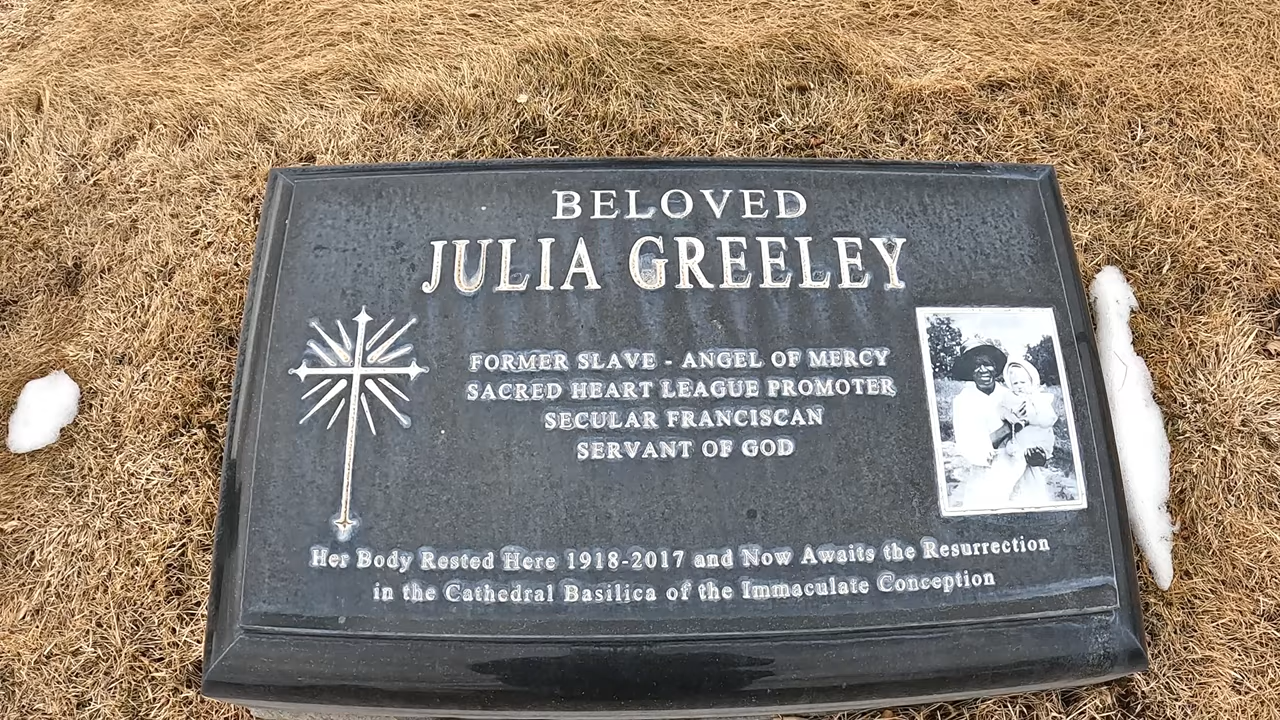 BELOVED
JULIA GREELEY
FORMER SLAVE - ANGEL OF MERCY
SACRED HEART LEAGUE PROMOTER
SECULAR FRANCISCAN
SERVANT OF GOD
Her Body Rested Here 1918-2017 and Now Awaits the Resurrection
in the Cathedral Basilica of the Immaculate Conception